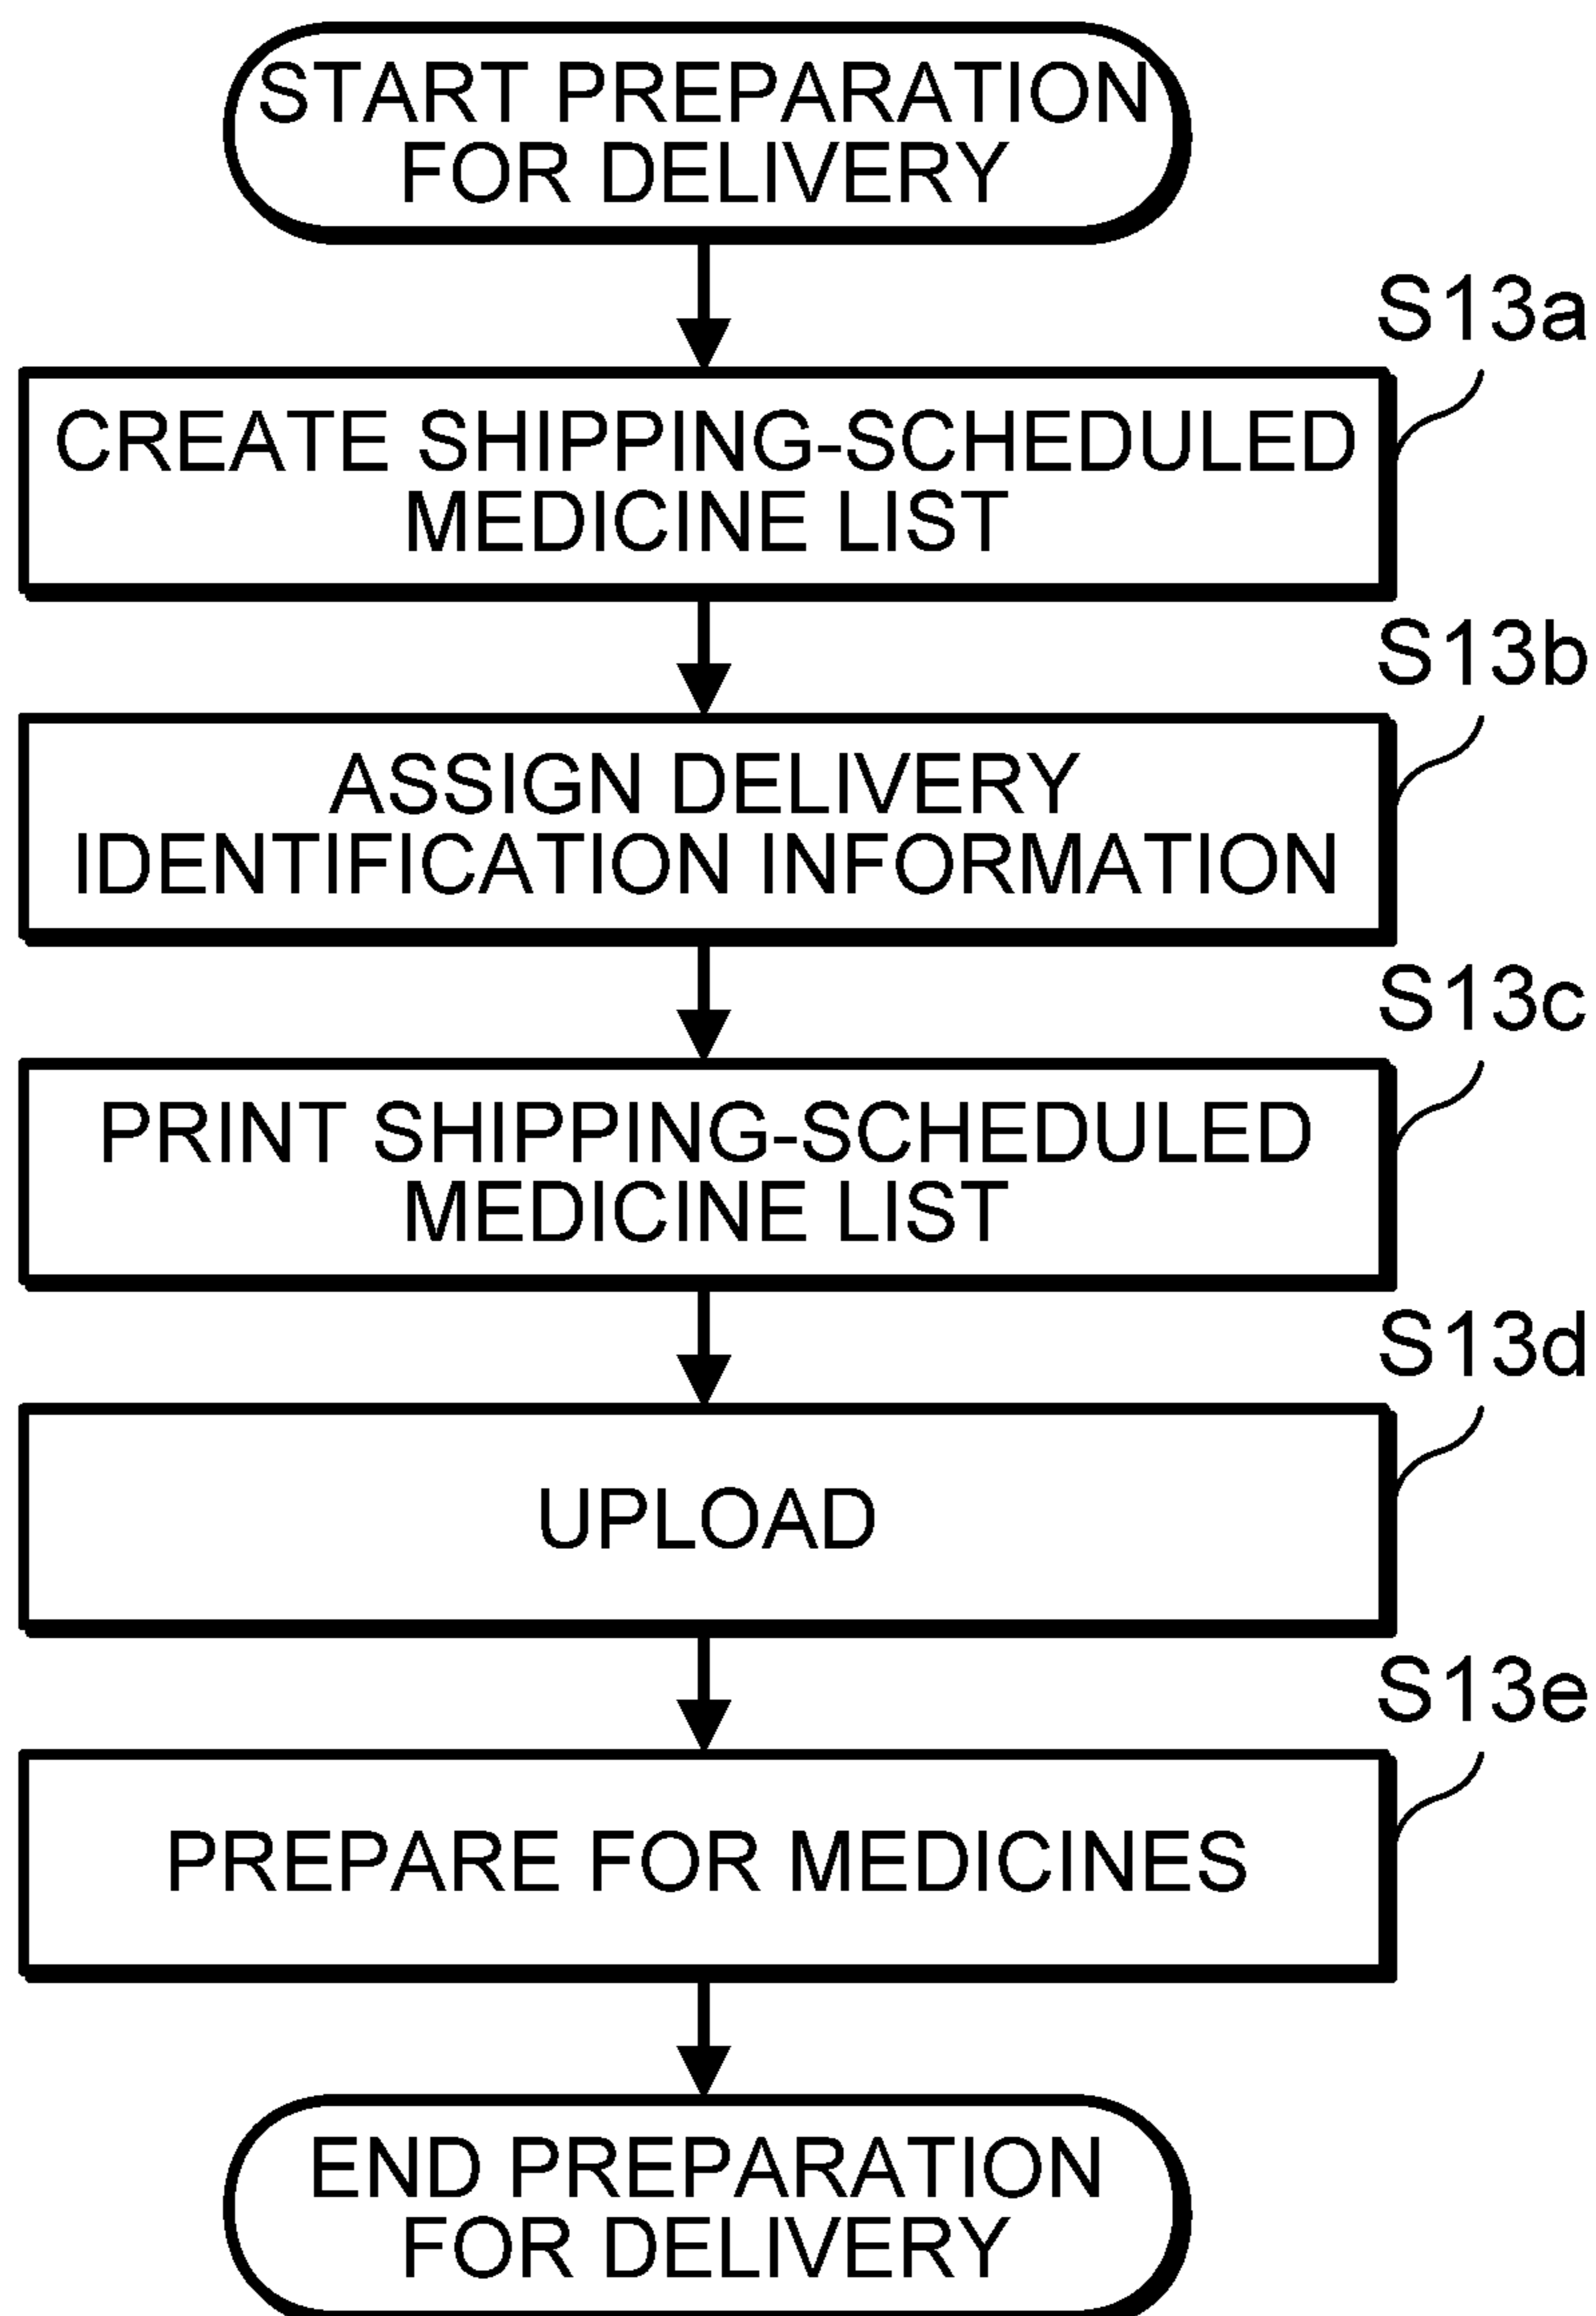 START PREPARATION
FOR DELIVERY
S13a
CREATE SHIPPING-SCHEDULED
MEDICINE LIST
S13b
ASSIGN DELIVERY
IDENTIFICATION INFORMATION
S13c
PRINT SHIPPING-SCHEDULED
MEDICINE LIST
S13d
UPLOAD
S13e
PREPARE FOR MEDICINES
END PREPARATION
FOR DELIVERY